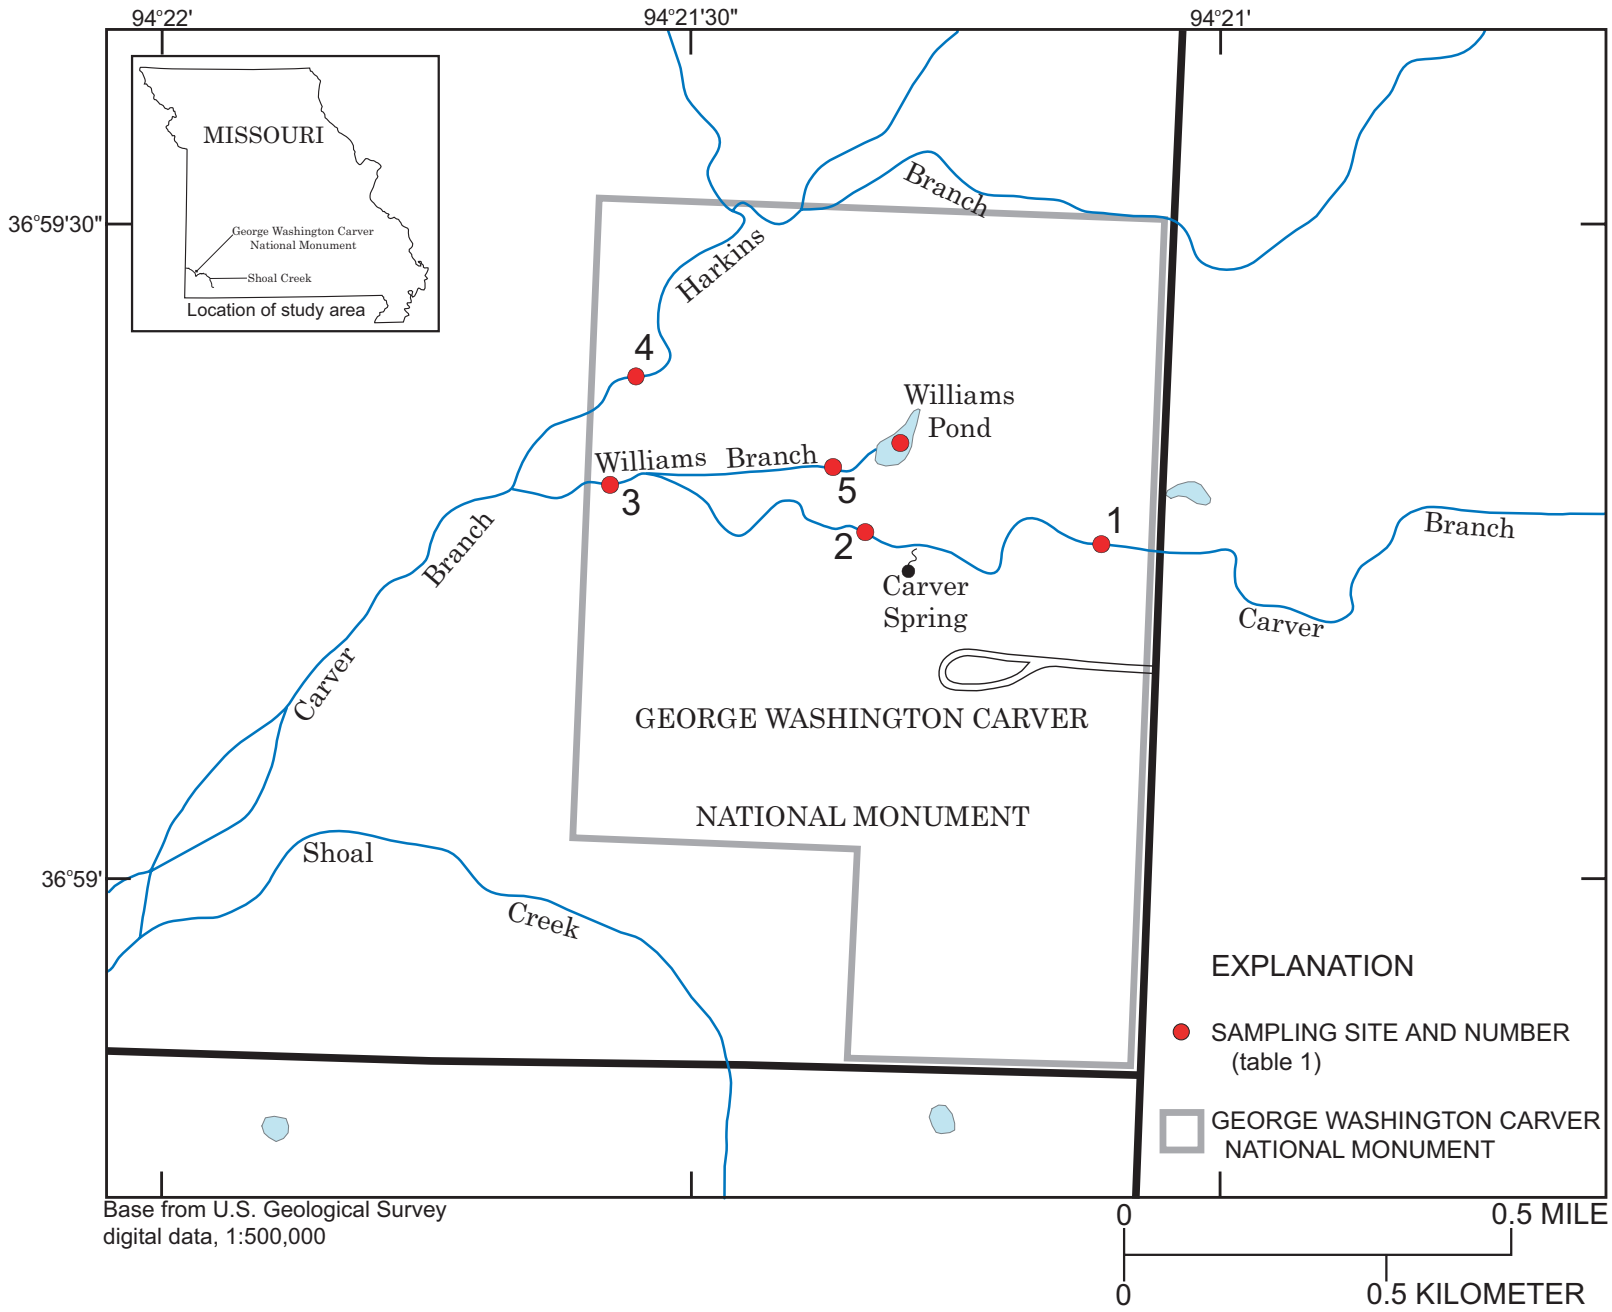 94°22'
94°21'30"
94°21'
MISSOURI
George Washington Carver
National Monument
Shoal Creek
Location of study area
36°59'30"
Branch
Harkins
4
Williams
Pond
Williams Branch
5
3
2
1
Branch
Branch
Carver
Spring
Carver
Carver
GEORGE WASHINGTON CARVER
NATIONAL MONUMENT
Shoal
36°59'
Creek
EXPLANATION
SAMPLING SITE AND NUMBER
(table 1)
GEORGE WASHINGTON CARVER
NATIONAL MONUMENT
Base from U.S. Geological Survey
digital data, 1:500,000
0 0.5 MILE
0 0.5 KILOMETER